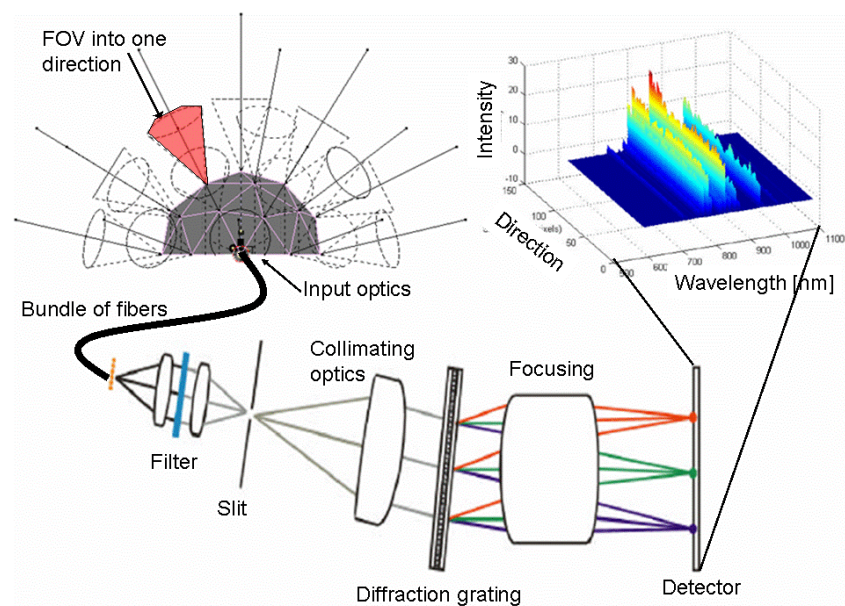 FOV into one
direction
Input optics
Bundle of fibers
Collimating
optics
Focusing
Filter
Slit
Diffraction grating
Detector
Intensity
30
20
10
0
-10
150
100
50
0
Direction
600
700
800
900
1000
1100
Wavelength [nm]